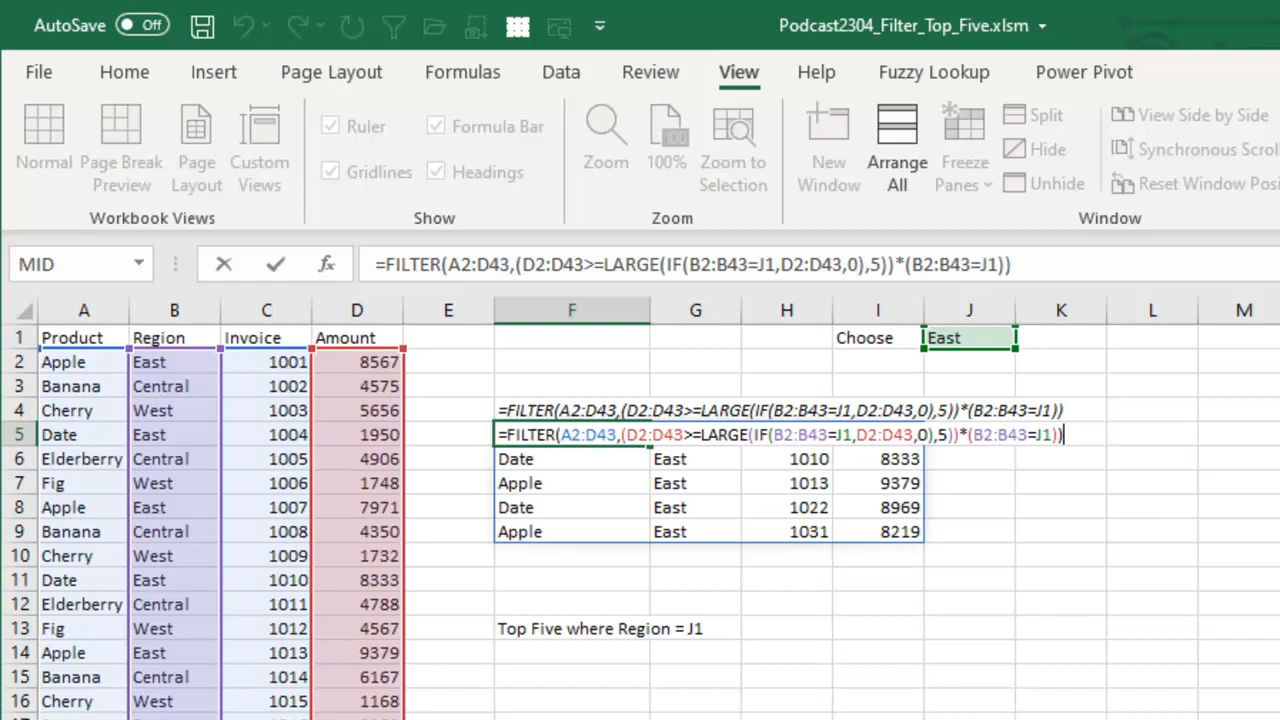 AutoSave Off Podcast2304_Filter_Top_Five.xlsm
File Home Insert Page Layout Formulas Data Review View Help Fuzzy Lookup Power Pivot
Normal Page Break Preview Page Layout Custom Views
Ruler Formula Bar
Gridlines Headings
Zoom 100% Zoom to Selection
New Window Arrange All Freeze Panes
Split View Side by Side
Hide Synchronous Scrol
Unhide Reset Window Posi
Workbook Views Show Zoom Window
MID fx =FILTER(A2:D43,(D2:D43>=LARGE(IF(B2:B43=J1,D2:D43,0),5))*(B2:B43=J1))
A B C D E F G H I J K L M
1 Product Region Invoice Amount Choose East
2 Apple East 1001 8567
3 Banana Central 1002 4575
4 Cherry West 1003 5656 =FILTER(A2:D43,(D2:D43>=LARGE(IF(B2:B43=J1,D2:D43,0),5))*(B2:B43=J1))
5 Date East 1004 1950 =FILTER(A2:D43,(D2:D43>=LARGE(IF(B2:B43=J1,D2:D43,0),5))*(B2:B43=J1))
6 Elderberry Central 1005 4906 Date East 1010 8333
7 Fig West 1006 1748 Apple East 1013 9379
8 Apple East 1007 7971 Date East 1022 8969
9 Banana Central 1008 4350 Apple East 1031 8219
10 Cherry West 1009 1732
11 Date East 1010 8333
12 Elderberry Central 1011 4788
13 Fig West 1012 4567 Top Five where Region = J1
14 Apple East 1013 9379
15 Banana Central 1014 6167
16 Cherry West 1015 1168